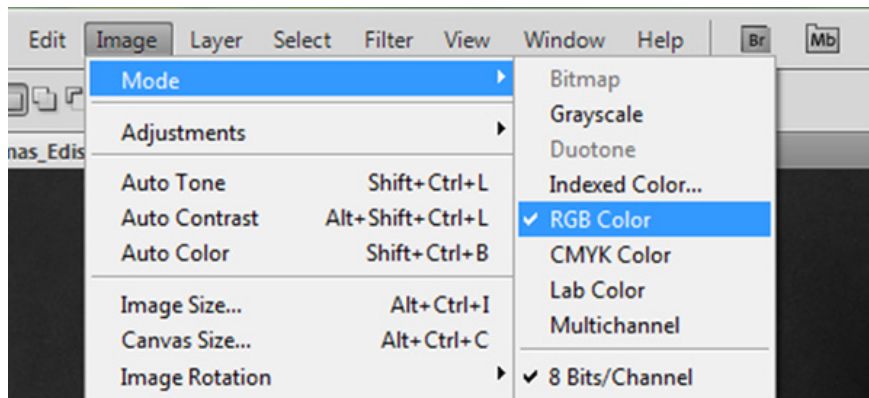 Edit Image Layer Select Filter View Window Help Br Mb
mas_Edis
Mode
Adjustments
Auto Tone Shift+Ctrl+L
Auto Contrast Alt+Shift+Ctrl+L
Auto Color Shift+Ctrl+B
Image Size... Alt+Ctrl+I
Canvas Size... Alt+Ctrl+C
Image Rotation
Bitmap
Grayscale
Duotone
Indexed Color...
RGB Color
CMYK Color
Lab Color
Multichannel
8 Bits/Channel